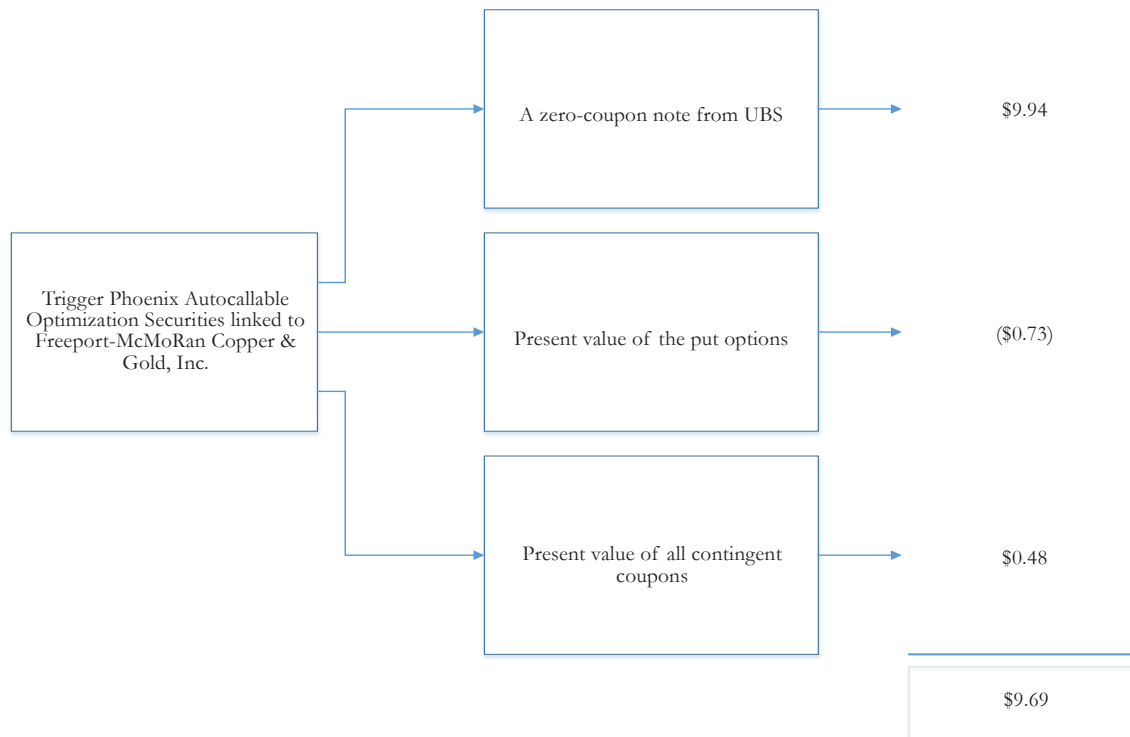 A zero-coupon note from UBS
$9.94
Trigger Phoenix Autocallable
Optimization Securities linked to
Freeport-McMoRan Copper &
Gold, Inc.
Present value of the put options
($0.73)
Present value of all contingent
coupons
$0.48
$9.69